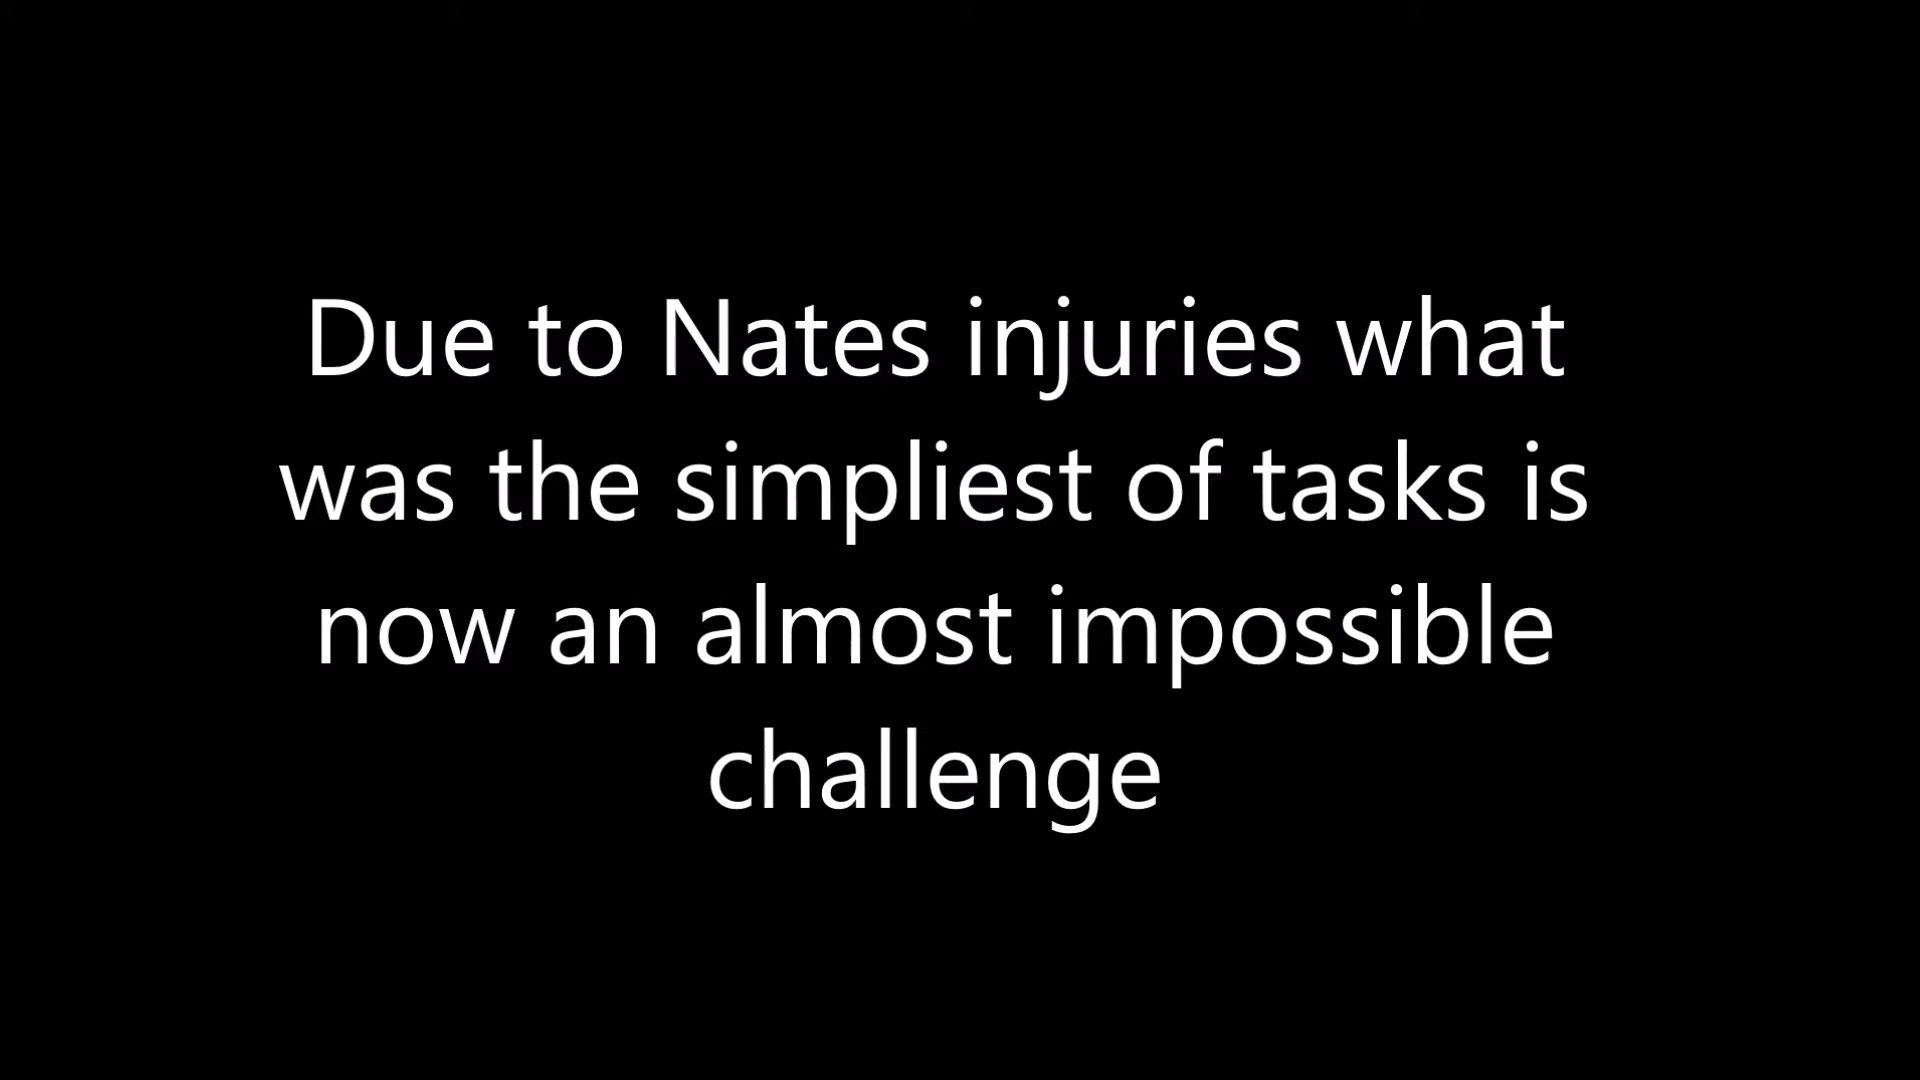 Due to Nates injuries what
was the simpliest of tasks is
now an almost impossible
challenge